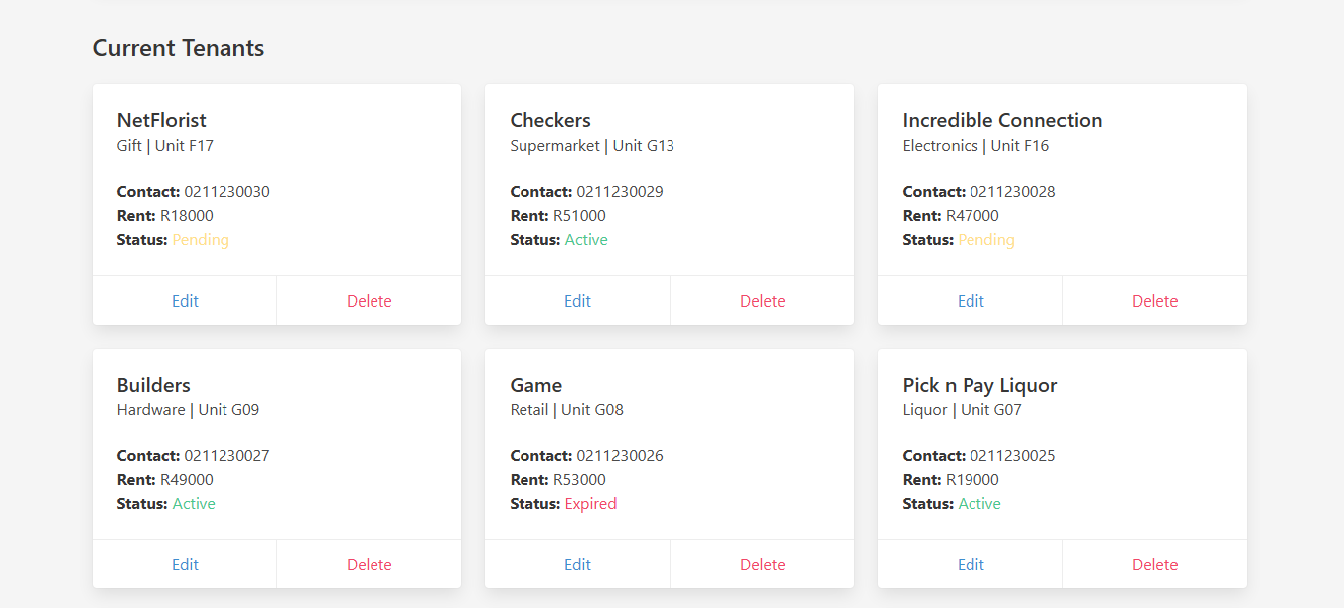 Current Tenants
NetFlorist
Gift | Unit F17
Contact: 0211230030
Rent: R18000
Status: Pending
Edit
Delete
Checkers
Supermarket | Unit G13
Contact: 0211230029
Rent: R51000
Status: Active
Edit
Delete
Incredible Connection
Electronics | Unit F16
Contact: 0211230028
Rent: R47000
Status: Pending
Edit
Delete
Builders
Hardware | Unit G09
Contact: 0211230027
Rent: R49000
Status: Active
Edit
Delete
Game
Retail | Unit G08
Contact: 0211230026
Rent: R53000
Status: Expired
Edit
Delete
Pick n Pay Liquor
Liquor | Unit G07
Contact: 0211230025
Rent: R19000
Status: Active
Edit
Delete